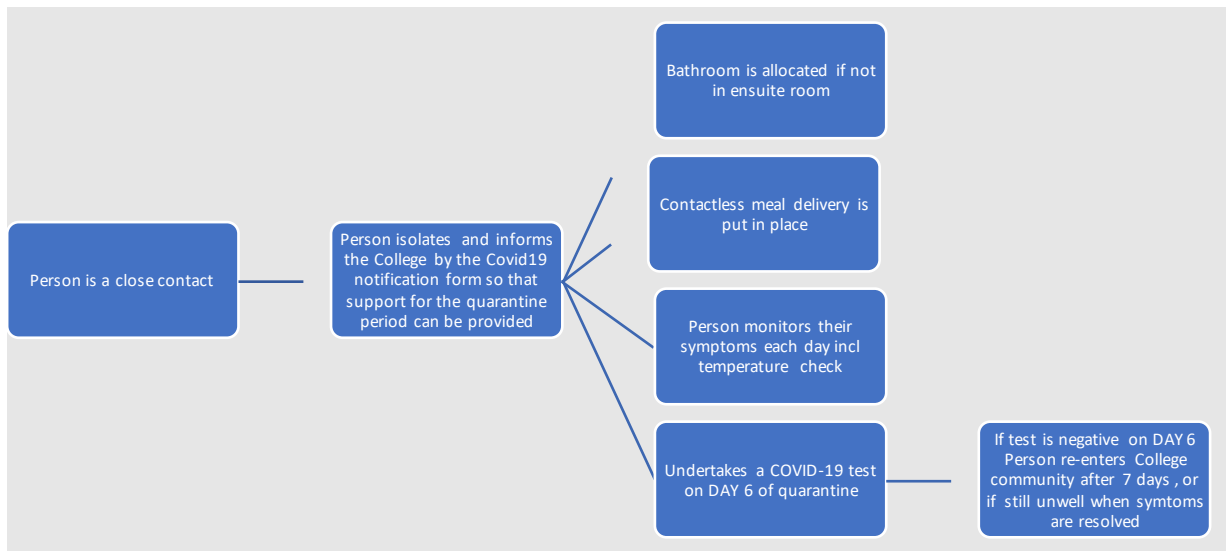 Person is a close contact
Person isolates and informs
the College by the Covid19
notification form so that
support for the quarantine
period can be provided
Bathroom is allocated if not
in ensuite room
Contactless meal delivery is
put in place
Person monitors their
symptoms each day incl
temperature check
Undertakes a COVID-19 test
on DAY 6 of quarantine
If test is negative on DAY 6
Person re-enters College
community after 7 days , or
if still unwell when symtoms
are resolved